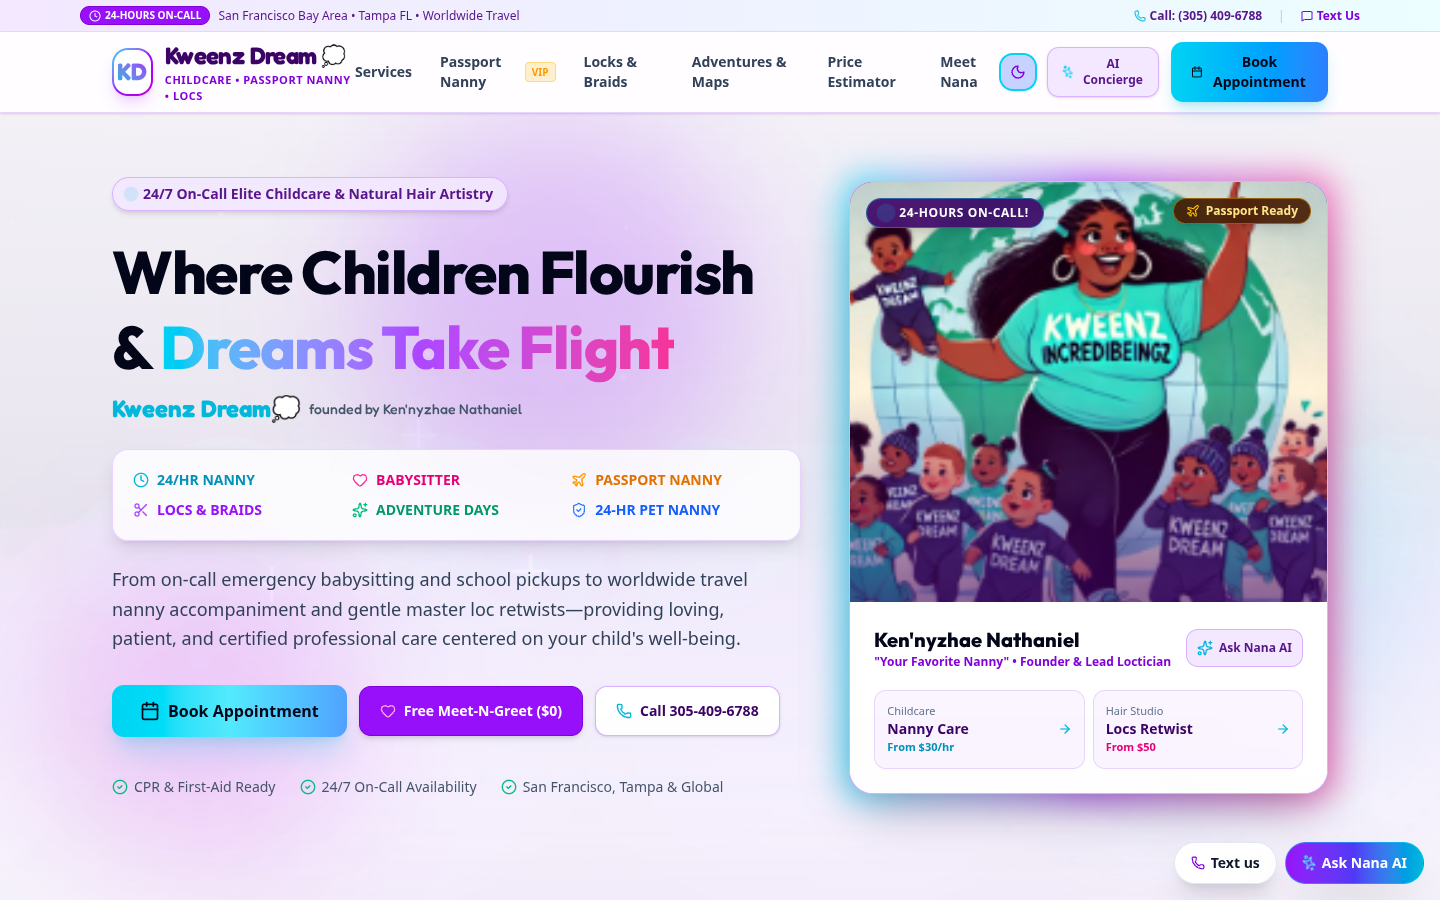 24-HOURS ON-CALL San Francisco Bay Area • Tampa FL • Worldwide Travel Call: (305) 409-6788 Text Us
KD
Kweenz Dream 💭
CHILDCARE • PASSPORT NANNY
• LOCS
Services
Passport
Nanny
VIP
Locks &
Braids
Adventures &
Maps
Price
Estimator
Meet
Nana
AI
Concierge
Book
Appointment
24/7 On-Call Elite Childcare & Natural Hair Artistry
Where Children Flourish
& Dreams Take Flight
Kweenz Dream💭 founded by Ken'nyzhae Nathaniel
24/HR NANNY BABYSITTER PASSPORT NANNY
LOCS & BRAIDS ADVENTURE DAYS 24-HR PET NANNY
From on-call emergency babysitting and school pickups to worldwide travel
nanny accompaniment and gentle master loc retwists—providing loving,
patient, and certified professional care centered on your child's well-being.
Book Appointment Free Meet-N-Greet ($0) Call 305-409-6788
CPR & First-Aid Ready 24/7 On-Call Availability San Francisco, Tampa & Global
24-HOURS ON-CALL! Passport Ready
KWEENZ
DREAM
KWEENZ
INCREDIBEINGZ
KWEENZ
DREAM
KWEENZ
DREAM
KWEENZ
DREAM
KWEENZ
DREAM
Ken'nyzhae Nathaniel
"Your Favorite Nanny" • Founder & Lead Loctician
Ask Nana AI
Childcare
Nanny Care
From $30/hr
Hair Studio
Locs Retwist
From $50
Text us Ask Nana AI